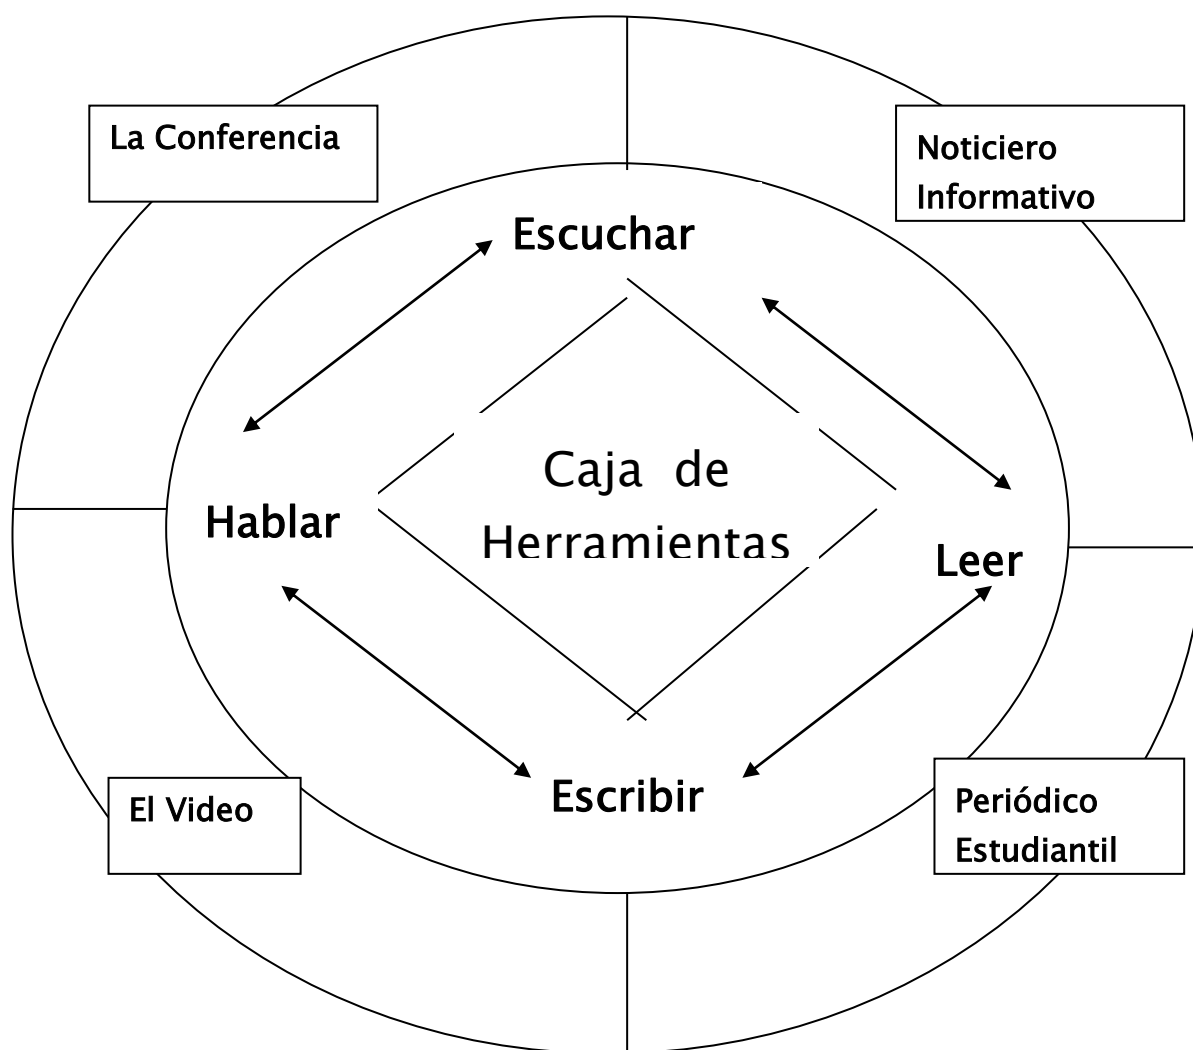 La Conferencia
Noticiero
Informativo
Escuchar
Caja de
Herramientas
Hablar
Leer
Escribir
El Video
Periódico
Estudiantil